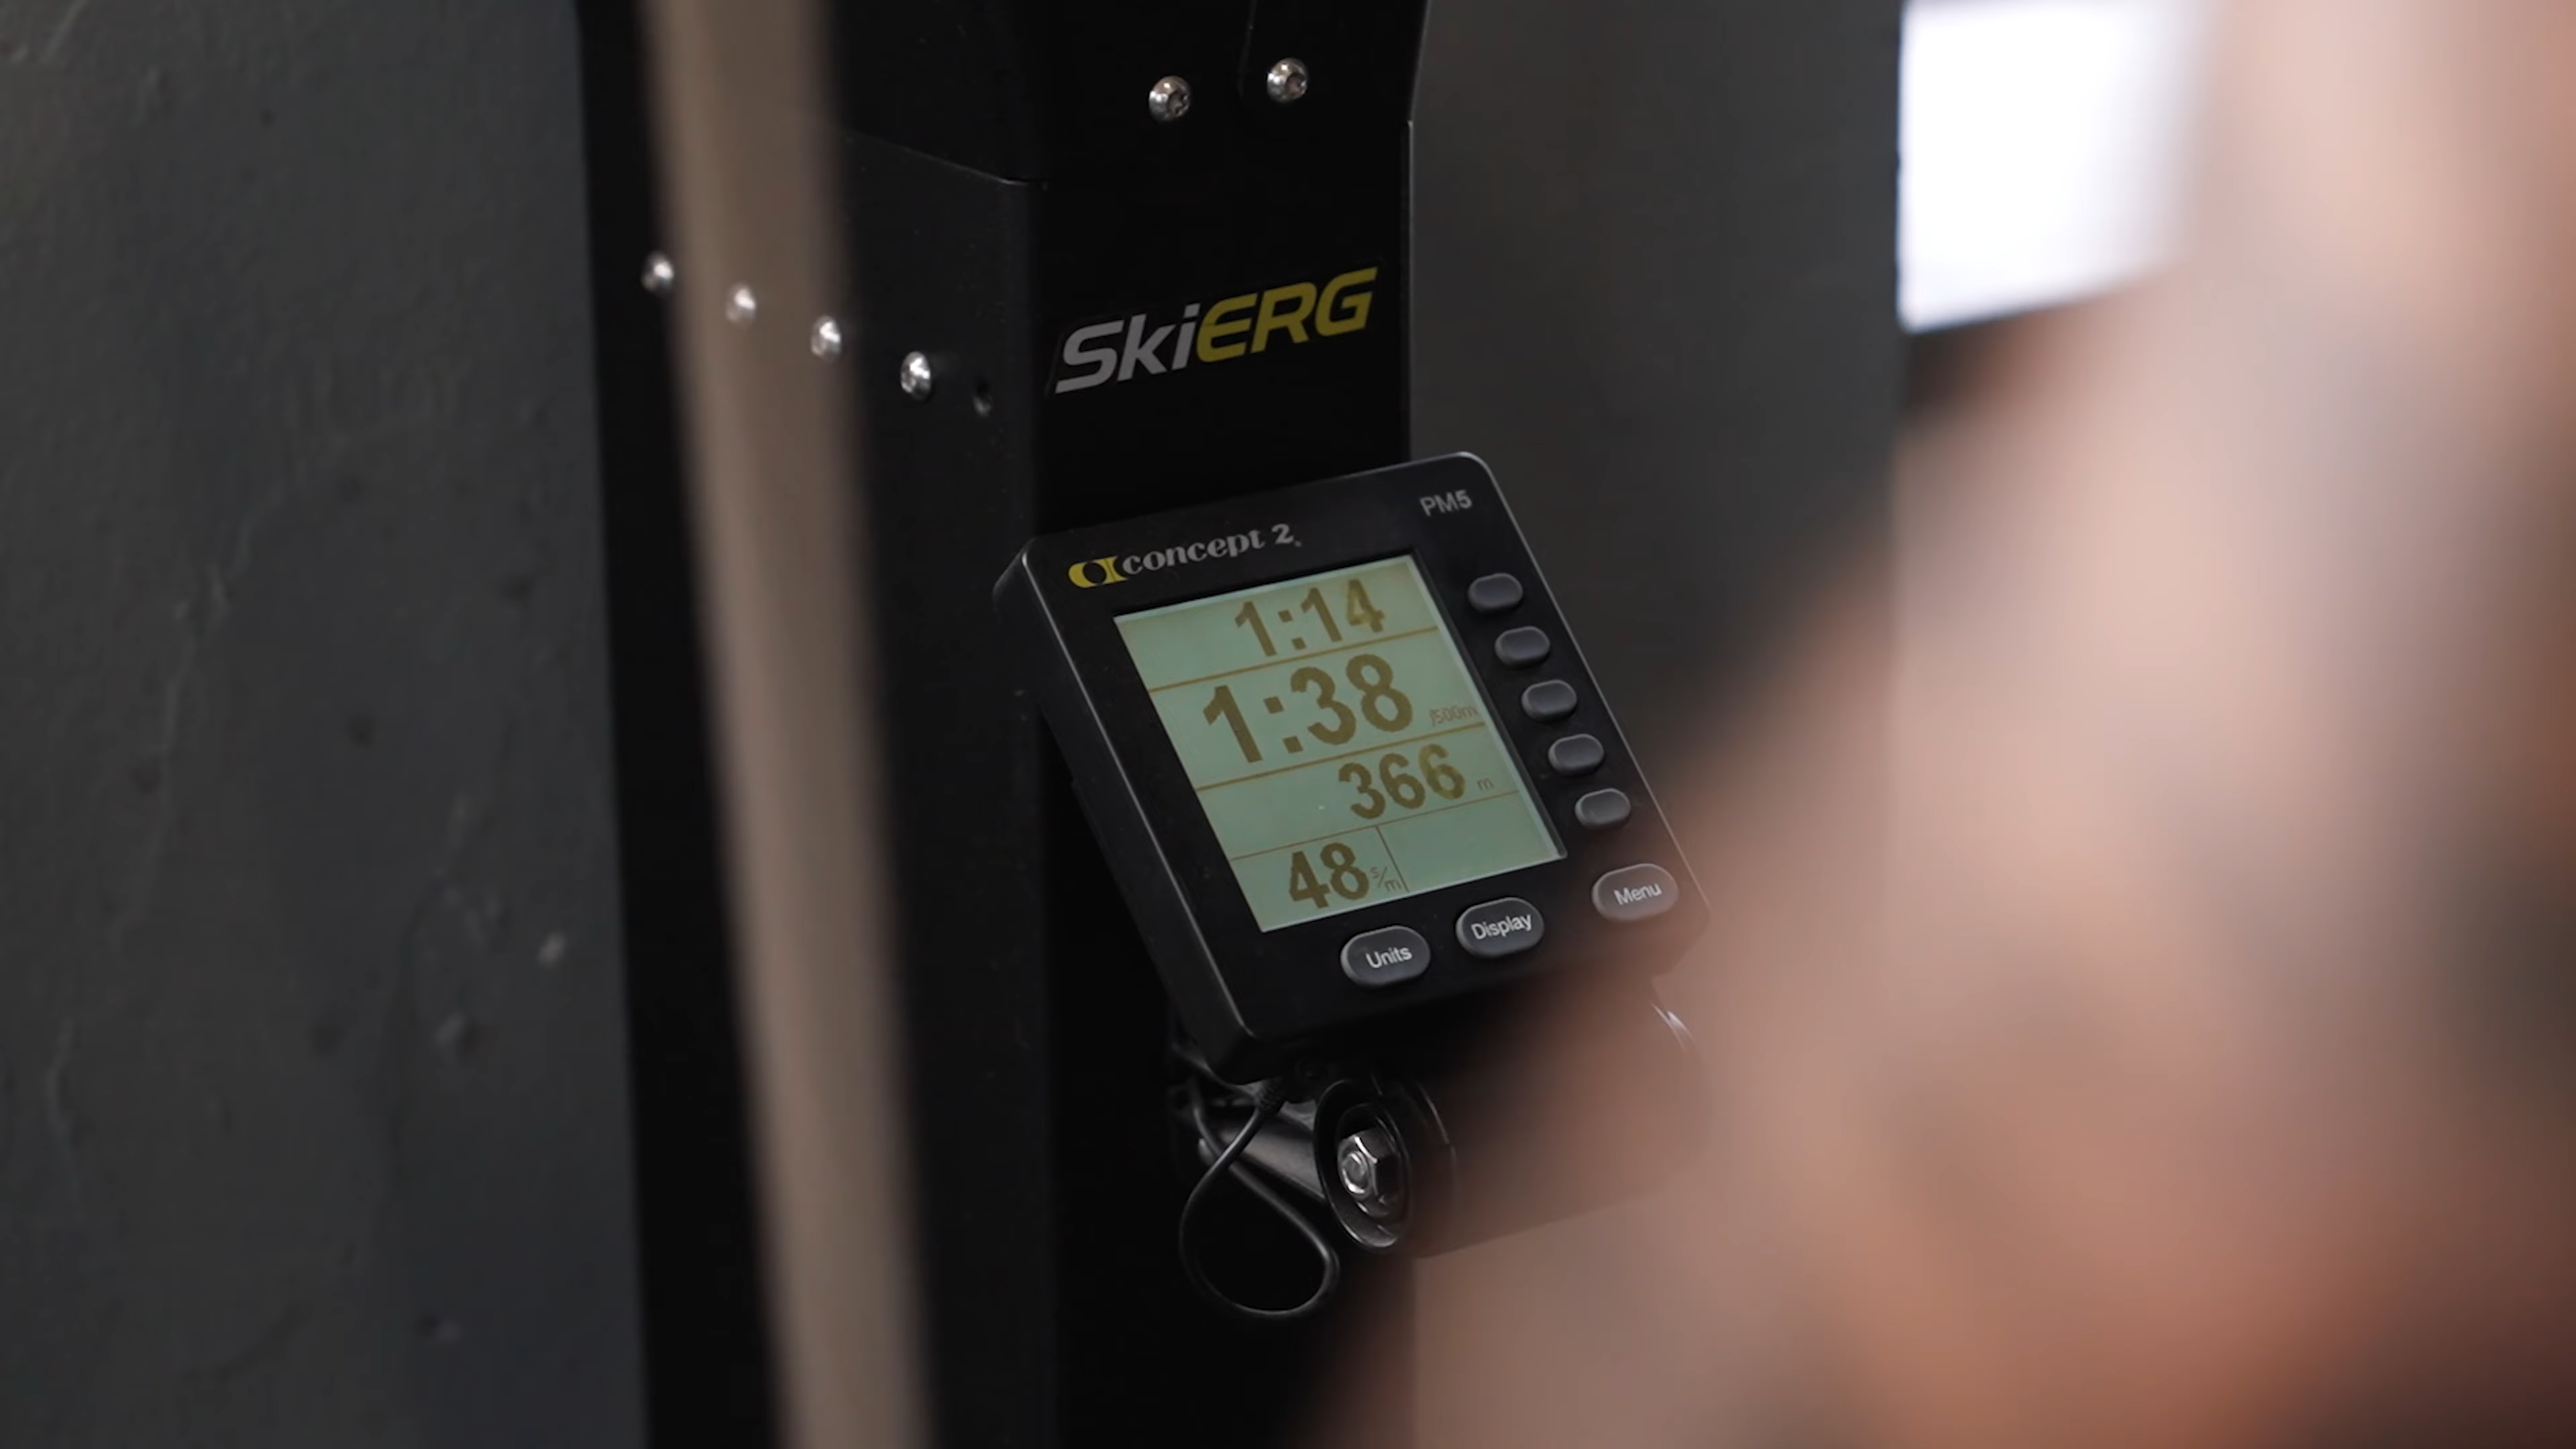 SkiERG
PM5
concept 2
1:14
1:38 /500m
366 m
48 s/m
Units Display Menu